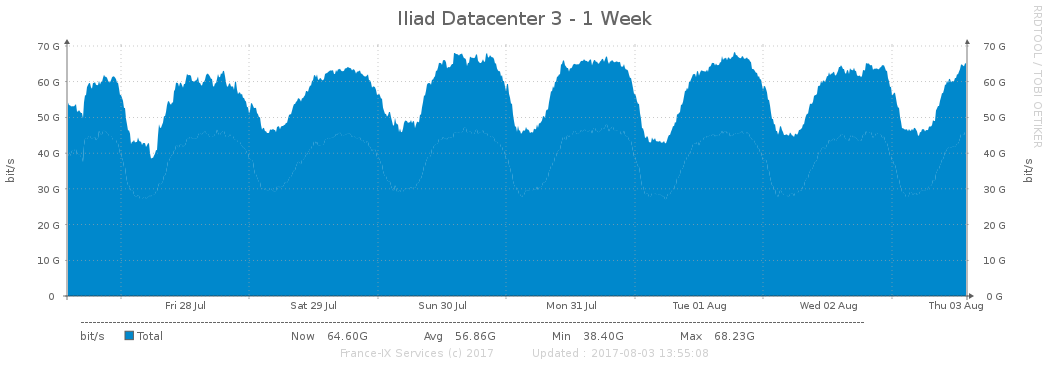 Iliad Datacenter 3 - 1 Week
RRDTOOL / TOBI OETIKER
70 G 70 G
60 G 60 G
50 G 50 G
40 G 40 G
30 G 30 G
20 G 20 G
10 G 10 G
0 0 G
bit/s bit/s
Fri 28 Jul Sat 29 Jul Sun 30 Jul Mon 31 Jul Tue 01 Aug Wed 02 Aug Thu 03 Aug
bit/s Total Now 64.60G Avg 56.86G Min 38.40G Max 68.23G
France-IX Services (c) 2017 Updated : 2017-08-03 13:55:08